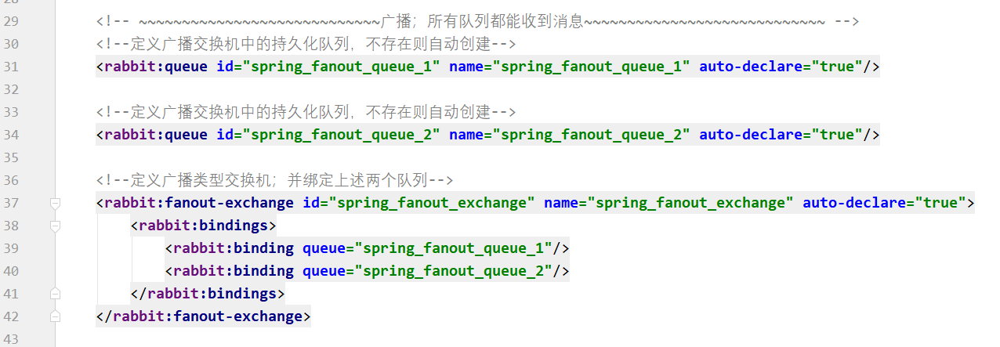 29 <!-- ~~~~~~~~~~~~~~~~~~~~~~~~~~~~广播；所有队列都能收到消息~~~~~~~~~~~~~~~~~~~~~~~~~~~~ -->
30 <!--定义广播交换机中的持久化队列，不存在则自动创建-->
31 <rabbit:queue id="spring_fanout_queue_1" name="spring_fanout_queue_1" auto-declare="true"/>
32
33 <!--定义广播交换机中的持久化队列，不存在则自动创建-->
34 <rabbit:queue id="spring_fanout_queue_2" name="spring_fanout_queue_2" auto-declare="true"/>
35
36 <!--定义广播类型交换机；并绑定上述两个队列-->
37 <rabbit:fanout-exchange id="spring_fanout_exchange" name="spring_fanout_exchange" auto-declare="true">
38 <rabbit:bindings>
39 <rabbit:binding queue="spring_fanout_queue_1"/>
40 <rabbit:binding queue="spring_fanout_queue_2"/>
41 </rabbit:bindings>
42 </rabbit:fanout-exchange>
43